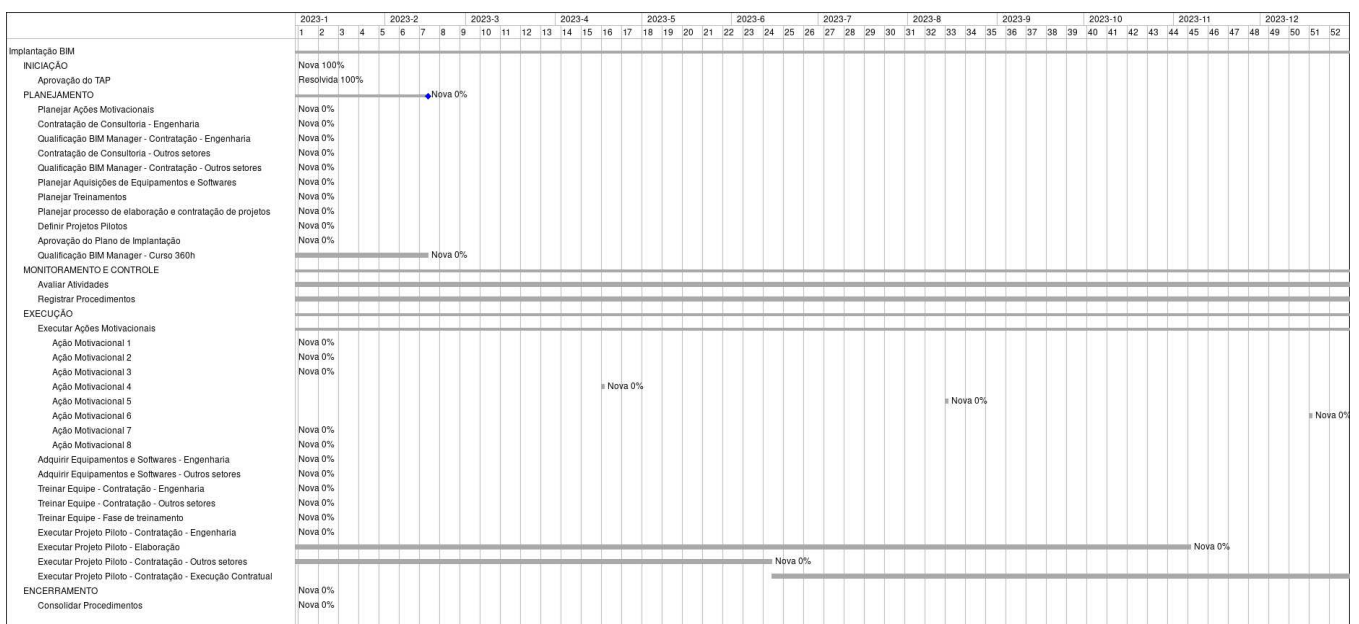 2023-1 2023-2 2023-3 2023-4 2023-5 2023-6 2023-7 2023-8 2023-9 2023-10 2023-11 2023-12
1 2 3 4 5 6 7 8 9 10 11 12 13 14 15 16 17 18 19 20 21 22 23 24 25 26 27 28 29 30 31 32 33 34 35 36 37 38 39 40 41 42 43 44 45 46 47 48 49 50 51 52
Implantação BIM
INICIAÇÃO Nova 100%
Aprovação do TAP Resolvida 100%
PLANEJAMENTO Nova 0%
Planejar Ações Motivacionais Nova 0%
Contratação de Consultoria - Engenharia Nova 0%
Qualificação BIM Manager - Contratação - Engenharia Nova 0%
Contratação de Consultoria - Outros setores Nova 0%
Qualificação BIM Manager - Contratação - Outros setores Nova 0%
Planejar Aquisições de Equipamentos e Softwares Nova 0%
Planejar Treinamentos Nova 0%
Planejar processo de elaboração e contratação de projetos Nova 0%
Definir Projetos Pilotos Nova 0%
Aprovação do Plano de Implantação Nova 0%
Qualificação BIM Manager - Curso 360h Nova 0%
MONITORAMENTO E CONTROLE
Avaliar Atividades
Registrar Procedimentos
EXECUÇÃO
Executar Ações Motivacionais
Ação Motivacional 1 Nova 0%
Ação Motivacional 2 Nova 0%
Ação Motivacional 3 Nova 0%
Ação Motivacional 4 Nova 0%
Ação Motivacional 5 Nova 0%
Ação Motivacional 6 Nova 0%
Ação Motivacional 7 Nova 0%
Ação Motivacional 8 Nova 0%
Adquirir Equipamentos e Softwares - Engenharia Nova 0%
Adquirir Equipamentos e Softwares - Outros setores Nova 0%
Treinar Equipe - Contratação - Engenharia Nova 0%
Treinar Equipe - Contratação - Outros setores Nova 0%
Treinar Equipe - Fase de treinamento Nova 0%
Executar Projeto Piloto - Contratação - Engenharia Nova 0%
Executar Projeto Piloto - Elaboração Nova 0%
Executar Projeto Piloto - Contratação - Outros setores Nova 0%
Executar Projeto Piloto - Contratação - Execução Contratual
ENCERRAMENTO Nova 0%
Consolidar Procedimentos Nova 0%